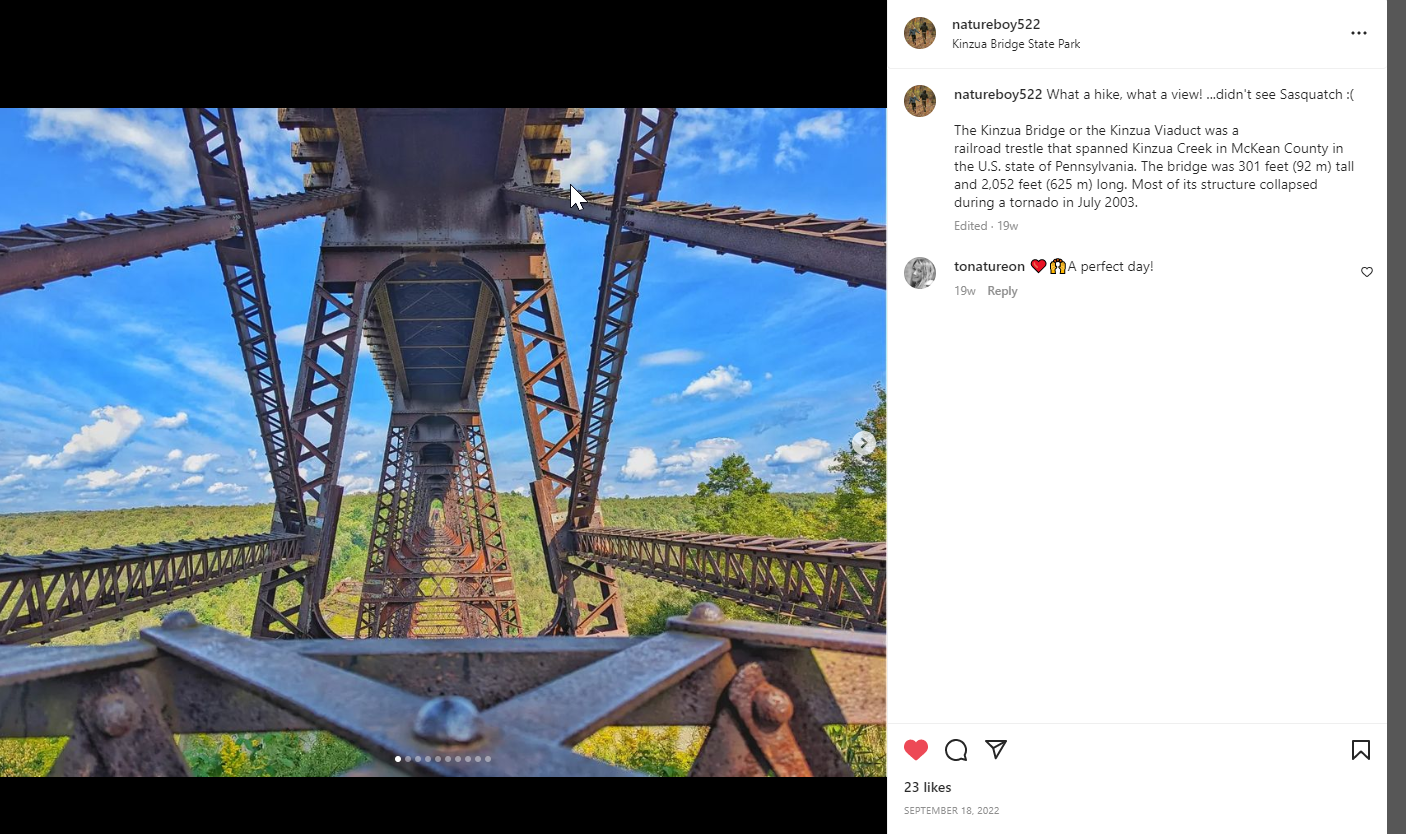 natureboy522
Kinzua Bridge State Park
natureboy522 What a hike, what a view! ...didn't see Sasquatch :(
The Kinzua Bridge or the Kinzua Viaduct was a
railroad trestle that spanned Kinzua Creek in McKean County in
the U.S. state of Pennsylvania. The bridge was 301 feet (92 m) tall
and 2,052 feet (625 m) long. Most of its structure collapsed
during a tornado in July 2003.
Edited · 19w
tonatureon ❤️🙌A perfect day!
19w Reply
23 likes
SEPTEMBER 18, 2022